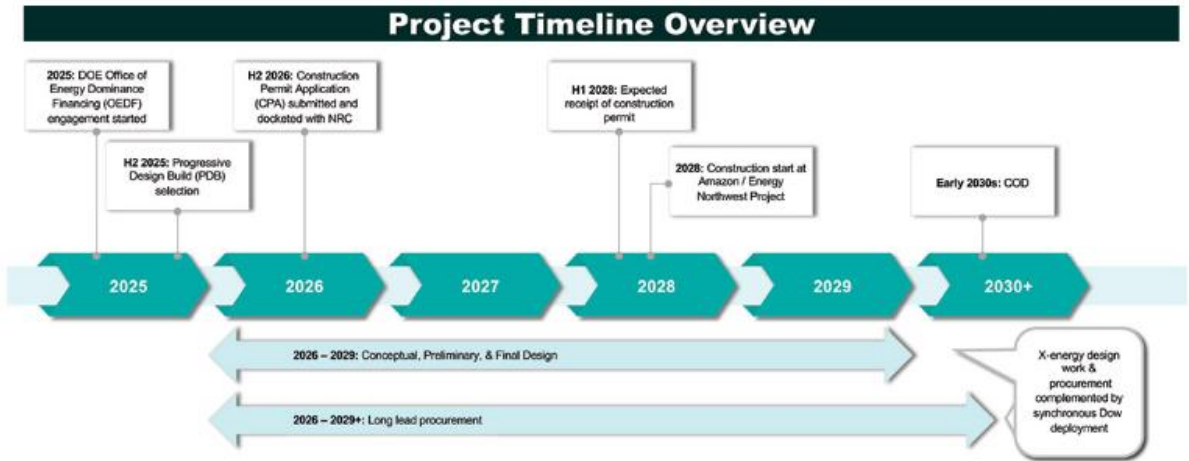 Project Timeline Overview
2025: DOE Office of
Energy Dominance
Financing (OEDF)
engagement started
H2 2025: Progressive
Design Build (PDB)
selection
H2 2026: Construction
Permit Application
(CPA) submitted and
docketed with NRC
H1 2028: Expected
receipt of construction
permit
2028: Construction start at
Amazon / Energy
Northwest Project
Early 2030s: COD
2025
2026
2027
2028
2029
2030+
2026 – 2029: Conceptual, Preliminary, & Final Design
2026 – 2029+: Long lead procurement
X-energy design
work &
procurement
complemented by
synchronous Dow
deployment